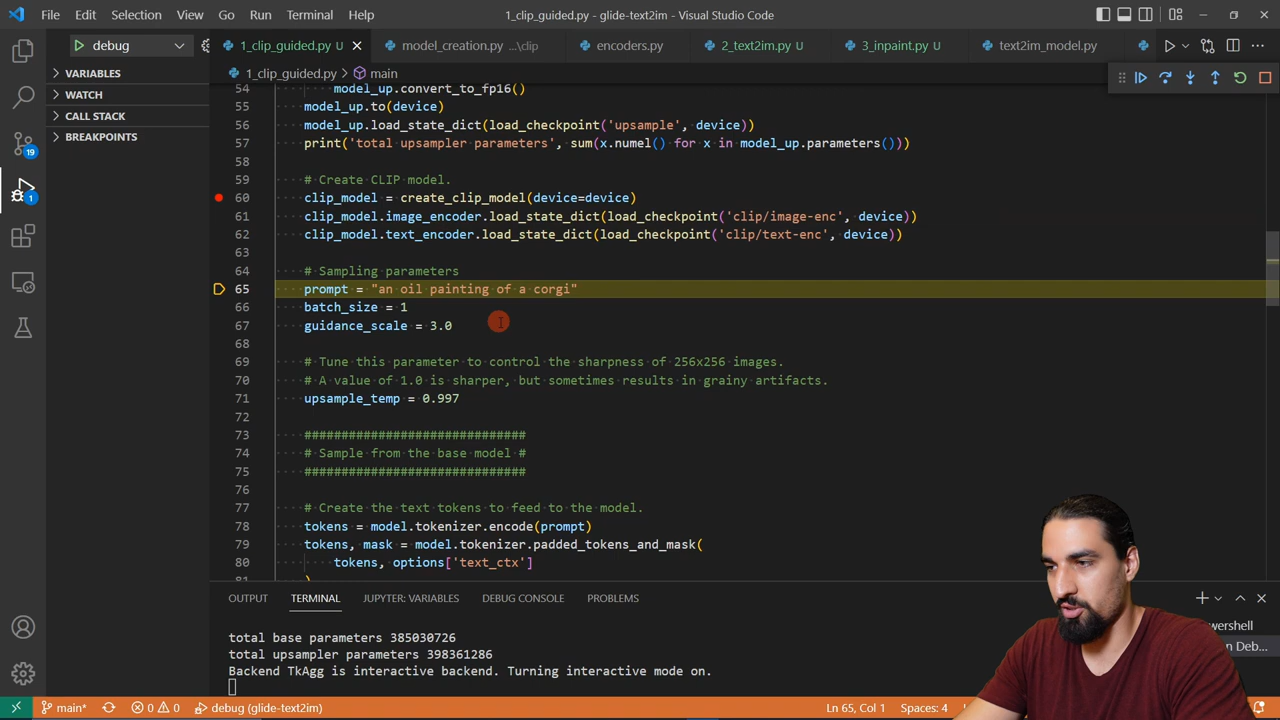 File Edit Selection View Go Run Terminal Help 1_clip_guided.py - glide-text2im - Visual Studio Code
debug 1_clip_guided.py U model_creation.py ...\clip encoders.py 2_text2im.py U 3_inpaint.py U text2im_model.py
VARIABLES
WATCH
CALL STACK
BREAKPOINTS
19
1
1_clip_guided.py > main
54 model_up.convert_to_fp16()
55 model_up.to(device)
56 model_up.load_state_dict(load_checkpoint('upsample', device))
57 print('total upsampler parameters', sum(x.numel() for x in model_up.parameters()))
58
59 # Create CLIP model.
60 clip_model = create_clip_model(device=device)
61 clip_model.image_encoder.load_state_dict(load_checkpoint('clip/image-enc', device))
62 clip_model.text_encoder.load_state_dict(load_checkpoint('clip/text-enc', device))
63
64 # Sampling parameters
65 prompt = "an oil painting of a corgi"
66 batch_size = 1
67 guidance_scale = 3.0
68
69 # Tune this parameter to control the sharpness of 256x256 images.
70 # A value of 1.0 is sharper, but sometimes results in grainy artifacts.
71 upsample_temp = 0.997
72
73 ##############################
74 # Sample from the base model #
75 ##############################
76
77 # Create the text tokens to feed to the model.
78 tokens = model.tokenizer.encode(prompt)
79 tokens, mask = model.tokenizer.padded_tokens_and_mask(
80 tokens, options['text_ctx']
81 )
OUTPUT TERMINAL JUPYTER: VARIABLES DEBUG CONSOLE PROBLEMS
total base parameters 385030726
total upsampler parameters 398361286
Backend TkAgg is interactive backend. Turning interactive mode on.
wershell
n Deb...
main* 0 0 debug (glide-text2im) Ln 65, Col 1 Spaces: 4